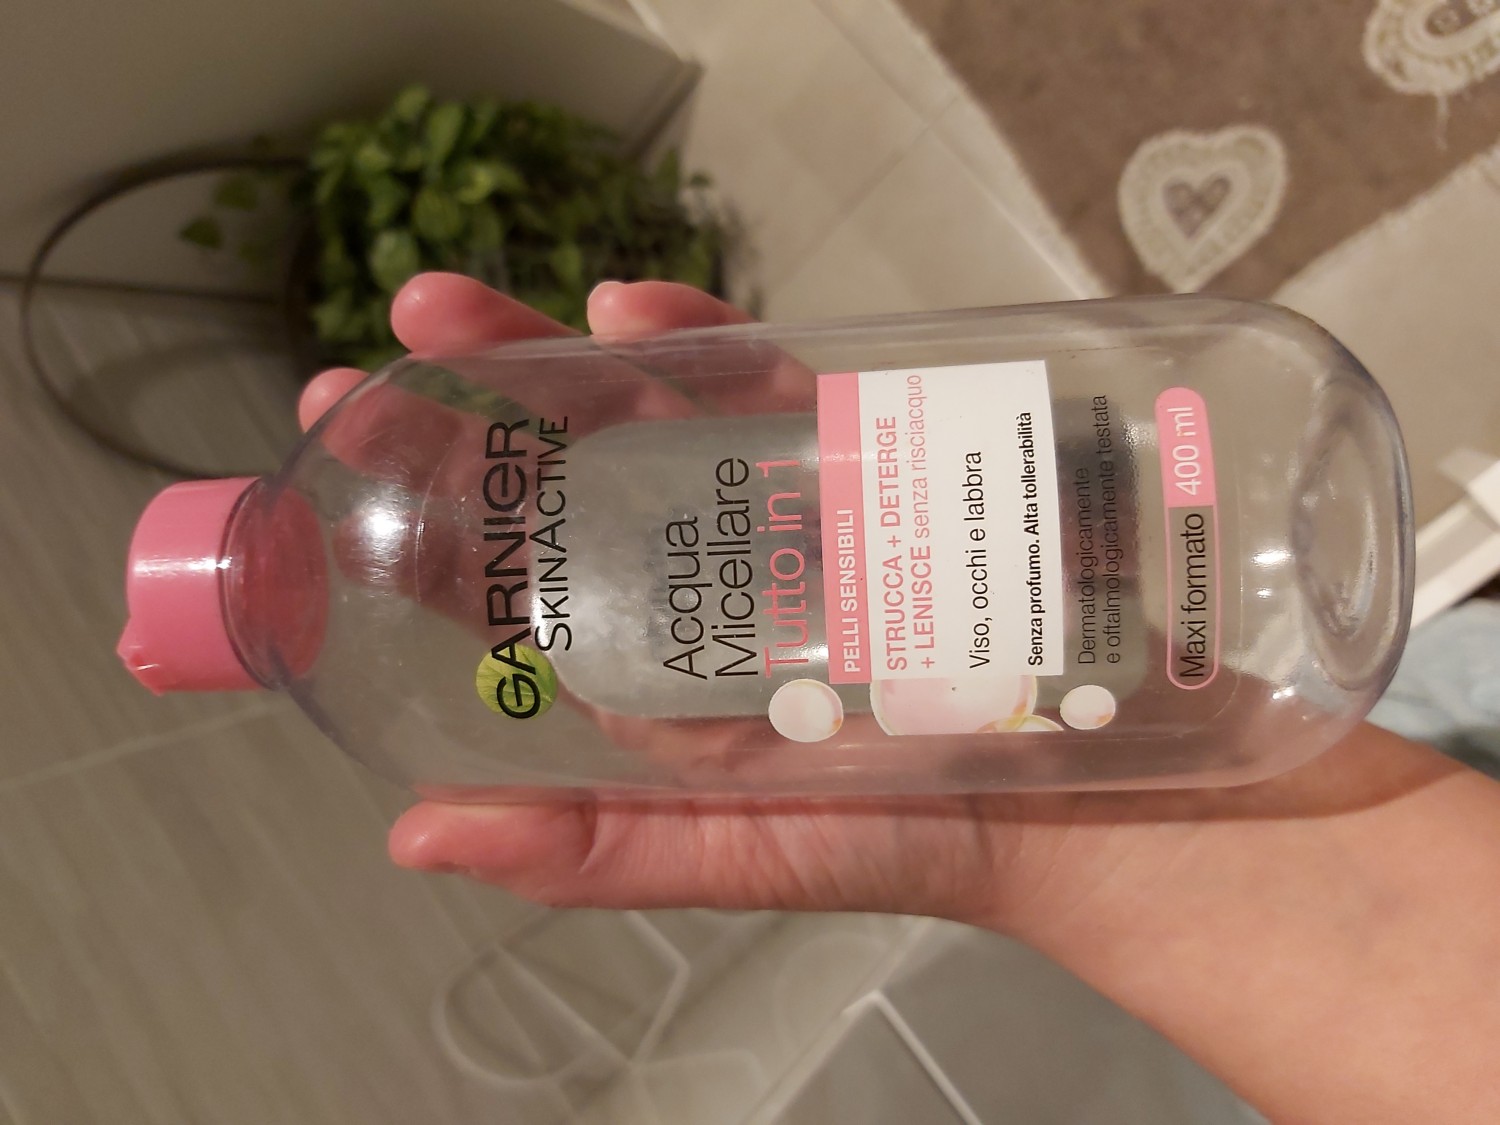 GARNIER
SKINACTIVE
Acqua
Micellare
Tutto in 1
PELLI SENSIBILI
STRUCCA + DETERGE
+ LENISCE senza risciacquo
Viso, occhi e labbra
Senza profumo. Alta tollerabilità
Dermatologicamente
e oftalmologicamente testata
Maxi formato 400 ml